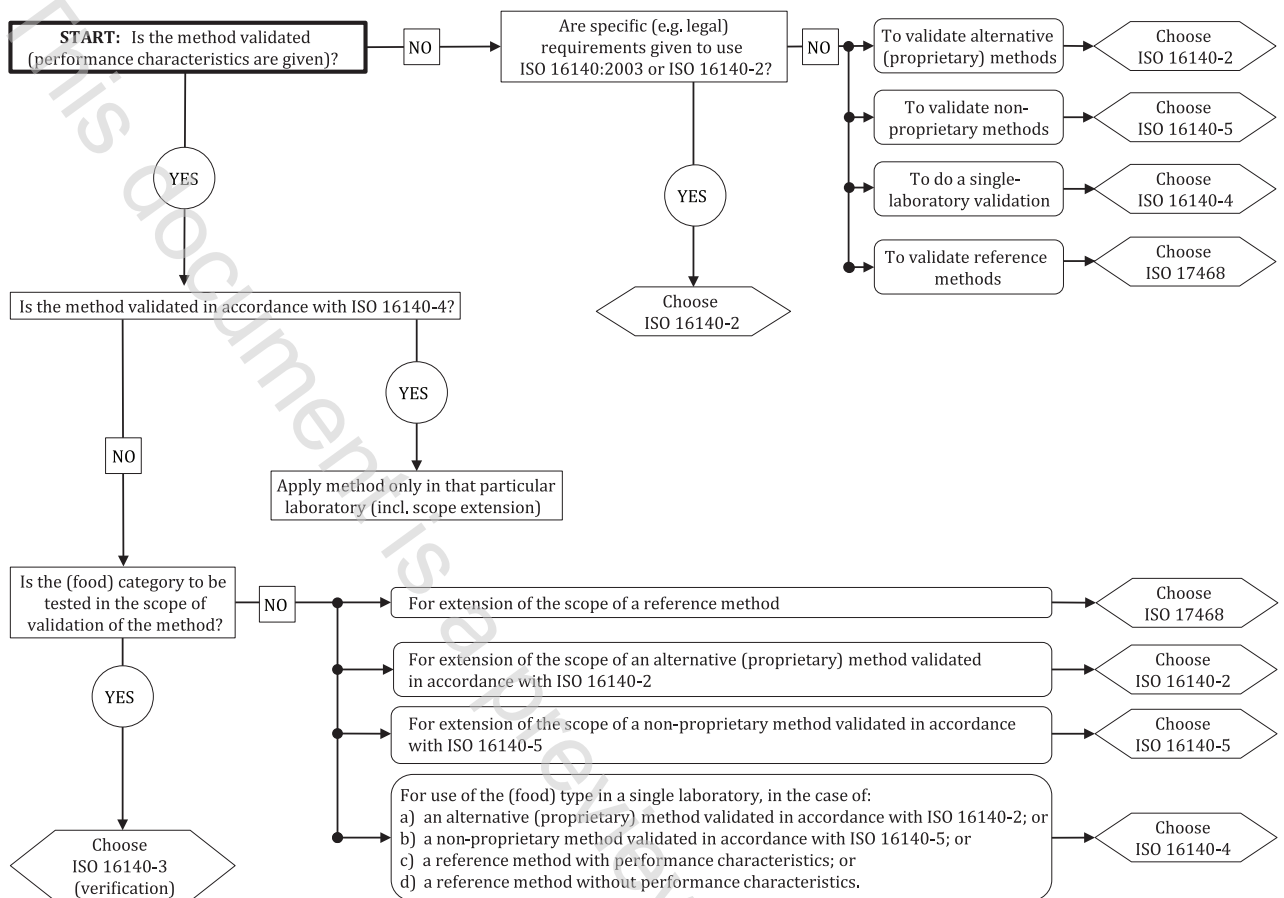 START: Is the method validated
(performance characteristics are given)?
NO
Are specific (e.g. legal)
requirements given to use
ISO 16140:2003 or ISO 16140-2?
NO
To validate alternative
(proprietary) methods
Choose
ISO 16140-2
To validate non-
proprietary methods
Choose
ISO 16140-5
YES
YES
To do a single-
laboratory validation
Choose
ISO 16140-4
To validate reference
methods
Choose
ISO 17468
Is the method validated in accordance with ISO 16140-4?
Choose
ISO 16140-2
YES
NO
Apply method only in that particular
laboratory (incl. scope extension)
Is the (food) category to be
tested in the scope of
validation of the method?
NO
For extension of the scope of a reference method
Choose
ISO 17468
For extension of the scope of an alternative (proprietary) method validated
in accordance with ISO 16140-2
Choose
ISO 16140-2
YES
For extension of the scope of a non-proprietary method validated in accordance
with ISO 16140-5
Choose
ISO 16140-5
For use of the (food) type in a single laboratory, in the case of:
a) an alternative (proprietary) method validated in accordance with ISO 16140-2; or
b) a non-proprietary method validated in accordance with ISO 16140-5; or
c) a reference method with performance characteristics; or
d) a reference method without performance characteristics.
Choose
ISO 16140-4
Choose
ISO 16140-3
(verification)
This document is a preview